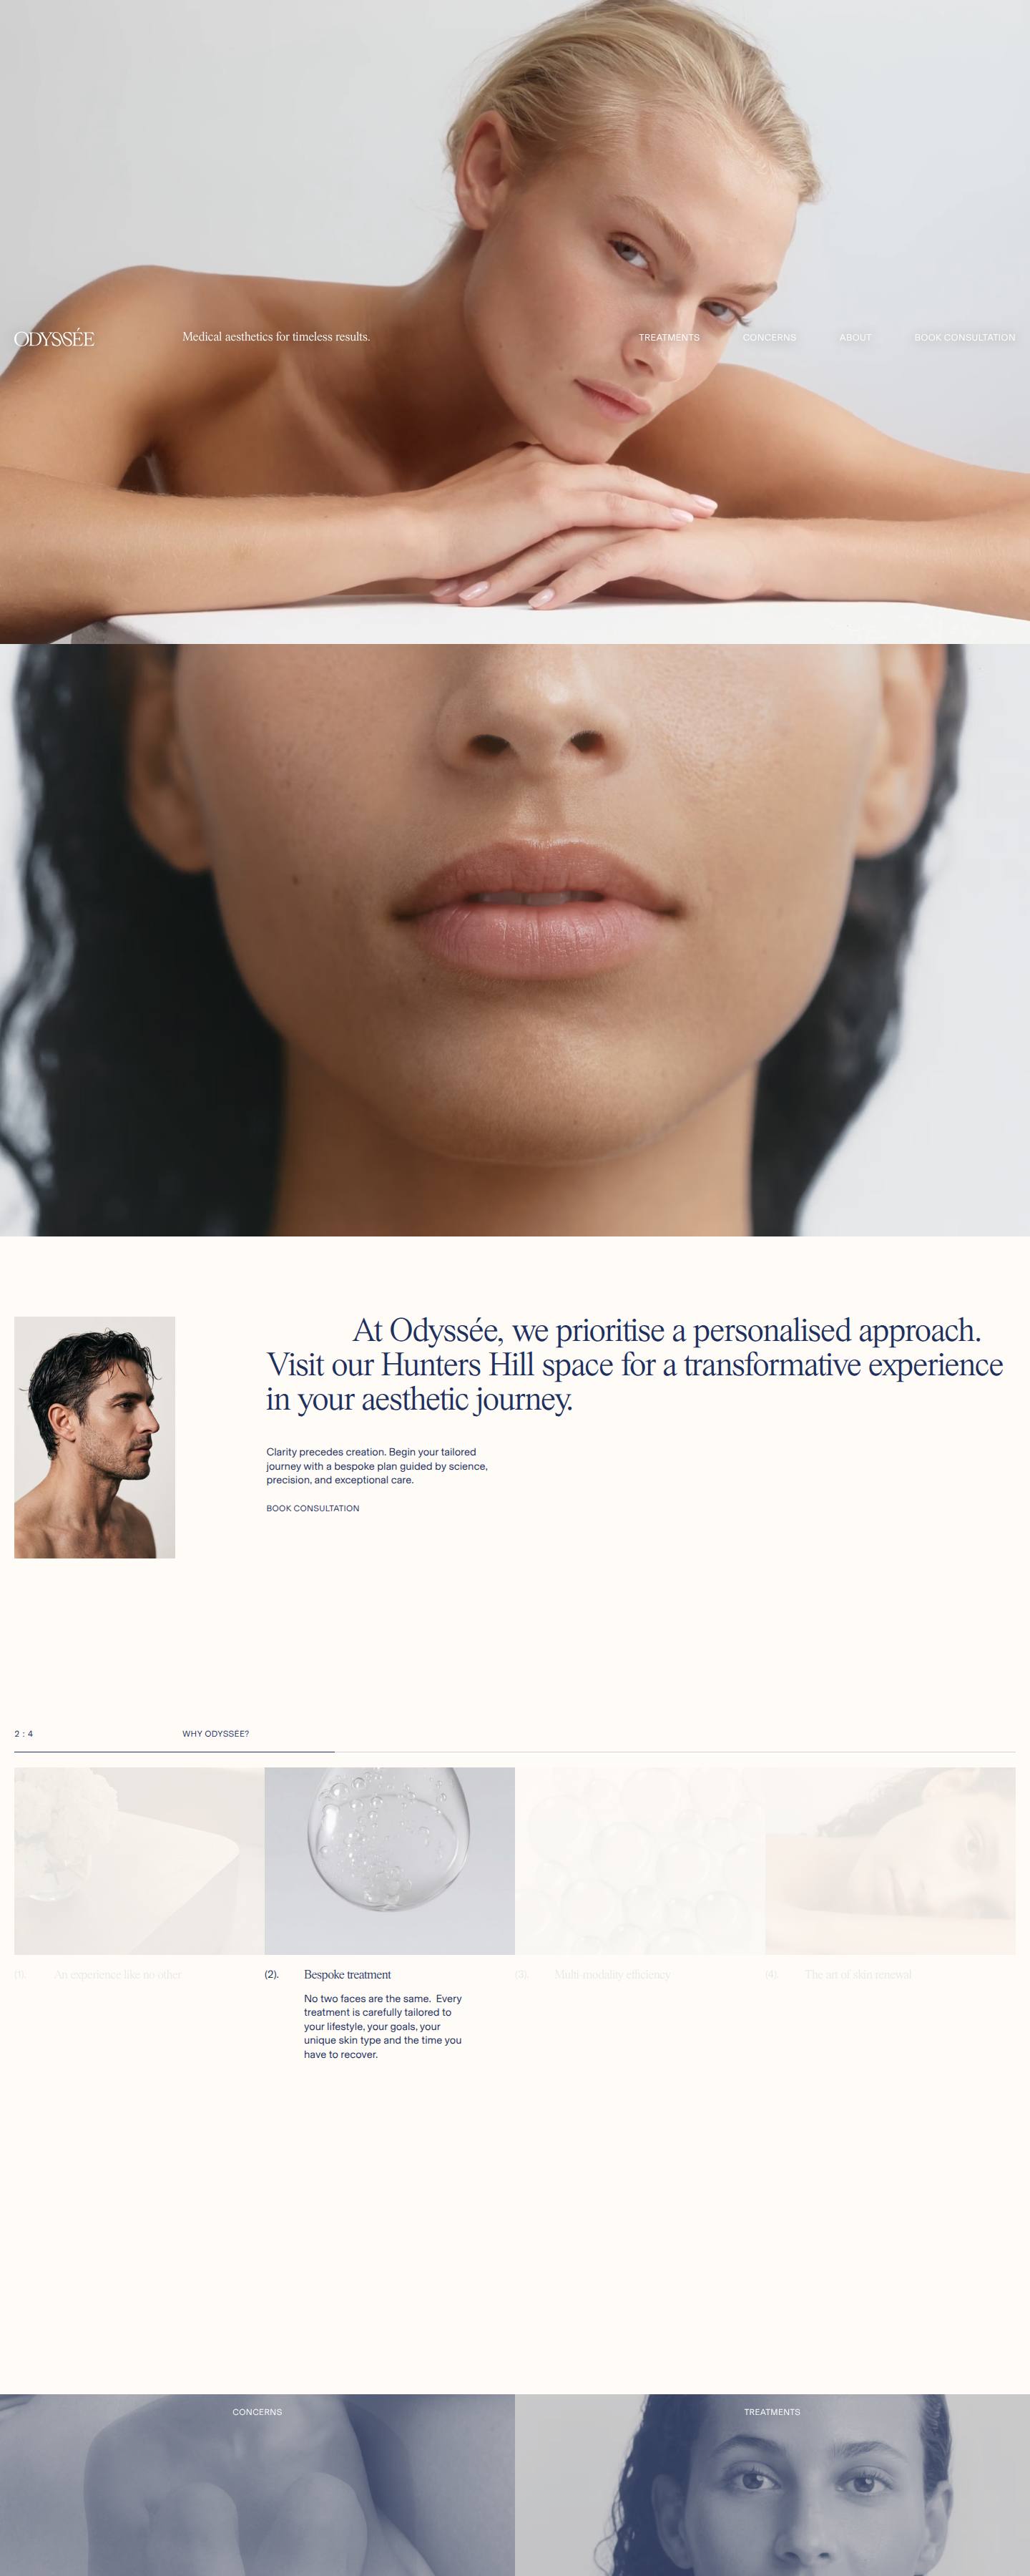 ODYSSÉE
Medical aesthetics for timeless results.
TREATMENTS
CONCERNS
ABOUT
BOOK CONSULTATION
At Odyssée, we prioritise a personalised approach.
Visit our Hunters Hill space for a transformative experience
in your aesthetic journey.
Clarity precedes creation. Begin your tailored
journey with a bespoke plan guided by science,
precision, and exceptional care.
BOOK CONSULTATION
2 : 4
WHY ODYSSEE?
(1).
An experience like no other
(2).
Bespoke treatment
No two faces are the same.  Every
treatment is carefully tailored to
your lifestyle, your goals, your
unique skin type and the time you
have to recover.
(3).
Multi-modality efficiency
(4).
The art of skin renewal
CONCERNS
TREATMENTS